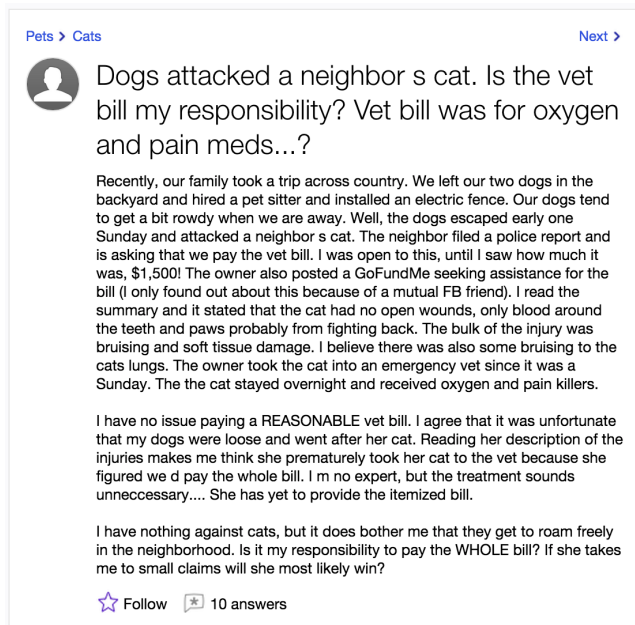 Pets > Cats
Next >
Dogs attacked a neighbor s cat. Is the vet
bill my responsibility? Vet bill was for oxygen
and pain meds...?
Recently, our family took a trip across country. We left our two dogs in the
backyard and hired a pet sitter and installed an electric fence. Our dogs tend
to get a bit rowdy when we are away. Well, the dogs escaped early one
Sunday and attacked a neighbor s cat. The neighbor filed a police report and
is asking that we pay the vet bill. I was open to this, until I saw how much it
was, $1,500! The owner also posted a GoFundMe seeking assistance for the
bill (I only found out about this because of a mutual FB friend). I read the
summary and it stated that the cat had no open wounds, only blood around
the teeth and paws probably from fighting back. The bulk of the injury was
bruising and soft tissue damage. I believe there was also some bruising to the
cats lungs. The owner took the cat into an emergency vet since it was a
Sunday. The the cat stayed overnight and received oxygen and pain killers.
I have no issue paying a REASONABLE vet bill. I agree that it was unfortunate
that my dogs were loose and went after her cat. Reading her description of the
injuries makes me think she prematurely took her cat to the vet because she
figured we d pay the whole bill. I m no expert, but the treatment sounds
unneccessary.... She has yet to provide the itemized bill.
I have nothing against cats, but it does bother me that they get to roam freely
in the neighborhood. Is it my responsibility to pay the WHOLE bill? If she takes
me to small claims will she most likely win?
Follow 10 answers